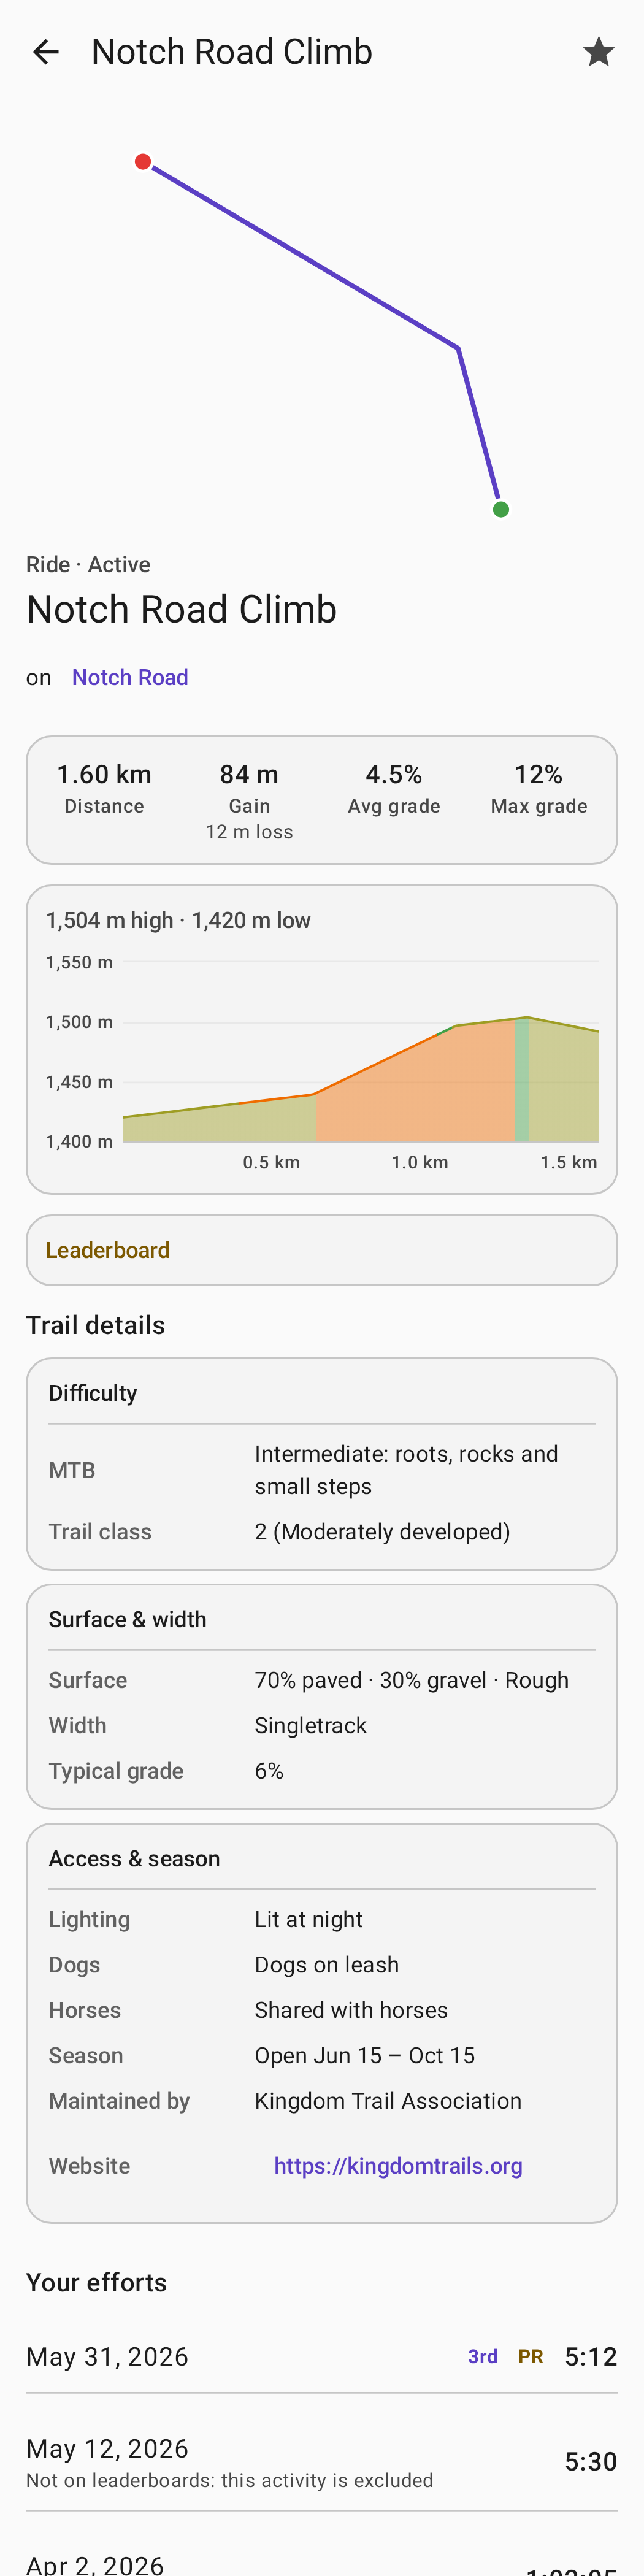 Notch Road Climb
Ride · Active
Notch Road Climb
on Notch Road
1.60 km 84 m 4.5% 12%
Distance Gain Avg grade Max grade
12 m loss
1,504 m high · 1,420 m low
1,550 m
1,500 m
1,450 m
1,400 m
0.5 km 1.0 km 1.5 km
Leaderboard
Trail details
Difficulty
MTB Intermediate: roots, rocks and
small steps
Trail class 2 (Moderately developed)
Surface & width
Surface 70% paved · 30% gravel · Rough
Width Singletrack
Typical grade 6%
Access & season
Lighting Lit at night
Dogs Dogs on leash
Horses Shared with horses
Season Open Jun 15 – Oct 15
Maintained by Kingdom Trail Association
Website https://kingdomtrails.org
Your efforts
May 31, 2026 3rd PR 5:12
May 12, 2026 5:30
Not on leaderboards: this activity is excluded
Apr 2, 2026